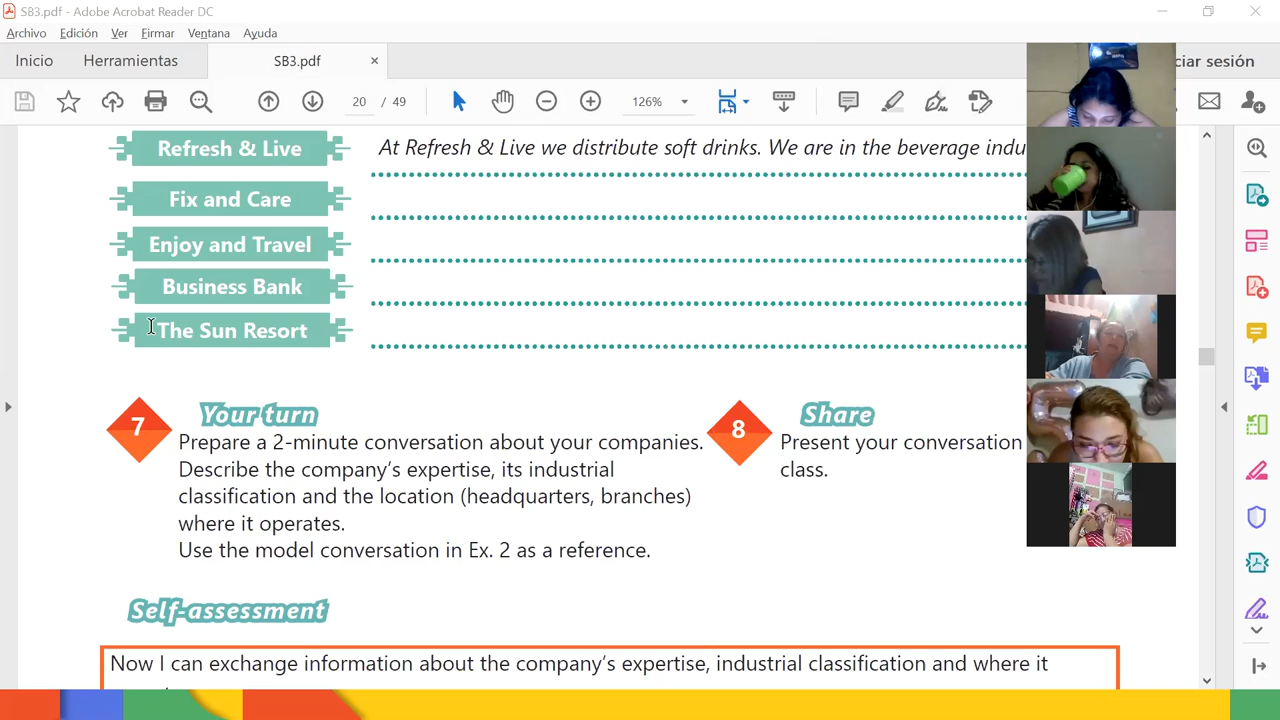 SB3.pdf - Adobe Acrobat Reader DC
Archivo Edición Ver Firmar Ventana Ayuda
Inicio Herramientas SB3.pdf × ciar sesión
20 / 49 126%
Refresh & Live At Refresh & Live we distribute soft drinks. We are in the beverage indu
Fix and Care
Enjoy and Travel
Business Bank
The Sun Resort
7 Your turn
Prepare a 2-minute conversation about your companies.
Describe the company's expertise, its industrial
classification and the location (headquarters, branches)
where it operates.
Use the model conversation in Ex. 2 as a reference.
8 Share
Present your conversation
class.
Self-assessment
Now I can exchange information about the company's expertise, industrial classification and where it